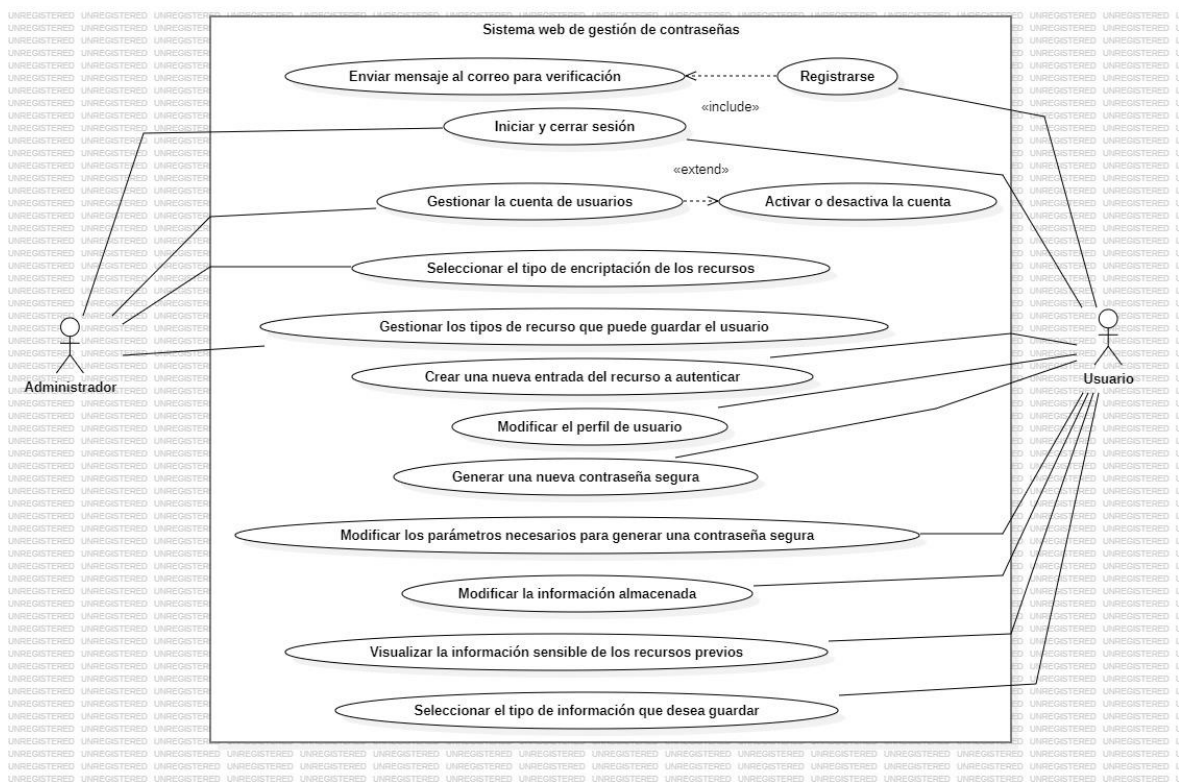 Sistema web de gestión de contraseñas
Enviar mensaje al correo para verificación
Registrarse
«include»
Iniciar y cerrar sesión
«extend»
Gestionar la cuenta de usuarios
Activar o desactiva la cuenta
Seleccionar el tipo de encriptación de los recursos
Gestionar los tipos de recurso que puede guardar el usuario
Crear una nueva entrada del recurso a autenticar
Administrador
Usuario
Modificar el perfil de usuario
Generar una nueva contraseña segura
Modificar los parámetros necesarios para generar una contraseña segura
Modificar la información almacenada
Visualizar la información sensible de los recursos previos
Seleccionar el tipo de información que desea guardar
UNREGISTERED